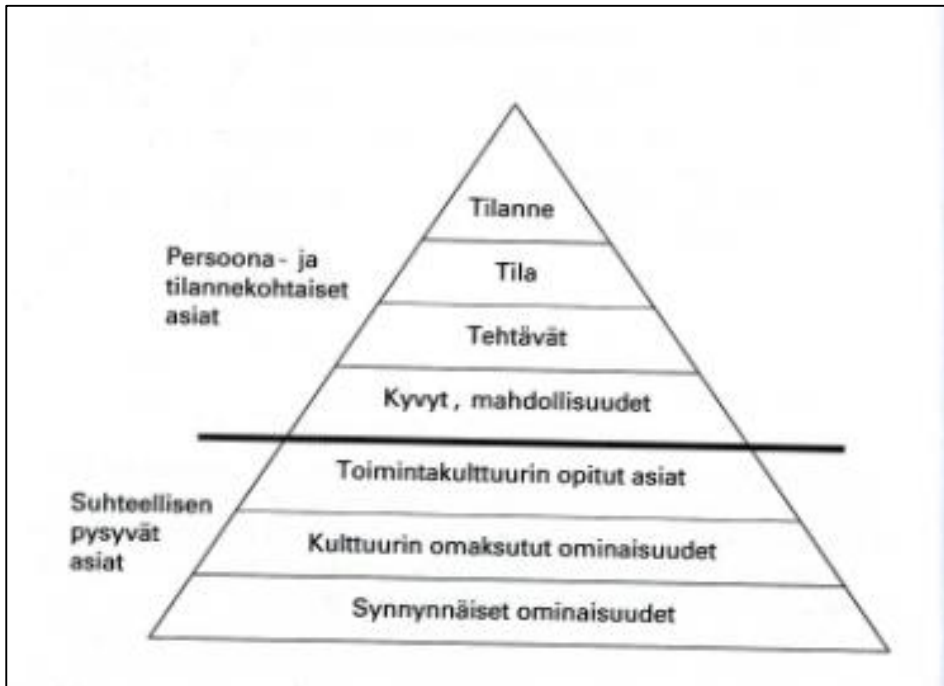 Tilanne
Persoona- ja
tilannekohtaiset
asiat
Tila
Tehtävät
Kyvyt, mahdollisuudet
Toimintakulttuurin opitut asiat
Suhteellisen
pysyvät
asiat
Kulttuurin omaksutut ominaisuudet
Synnynnäiset ominaisuudet